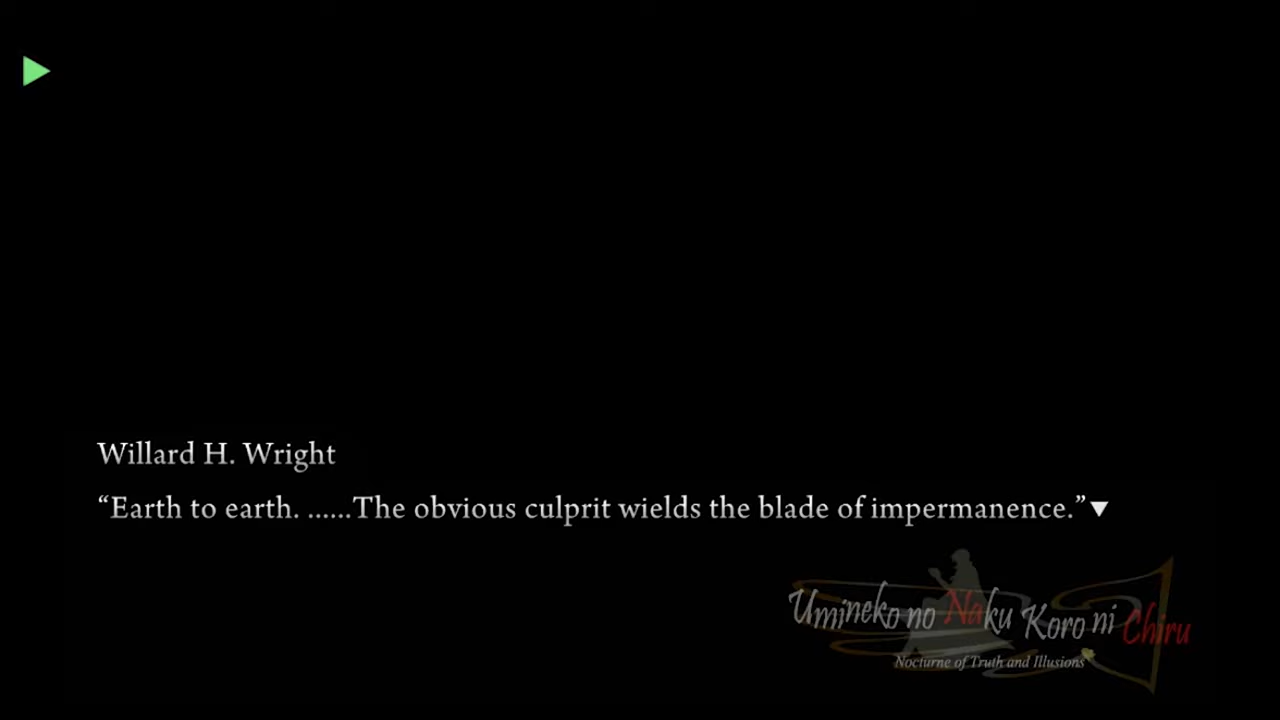 Willard H. Wright
“Earth to earth. ......The obvious culprit wields the blade of impermanence.”
Umineko no Naku Koro ni Chiru
Nocturne of Truth and Illusions